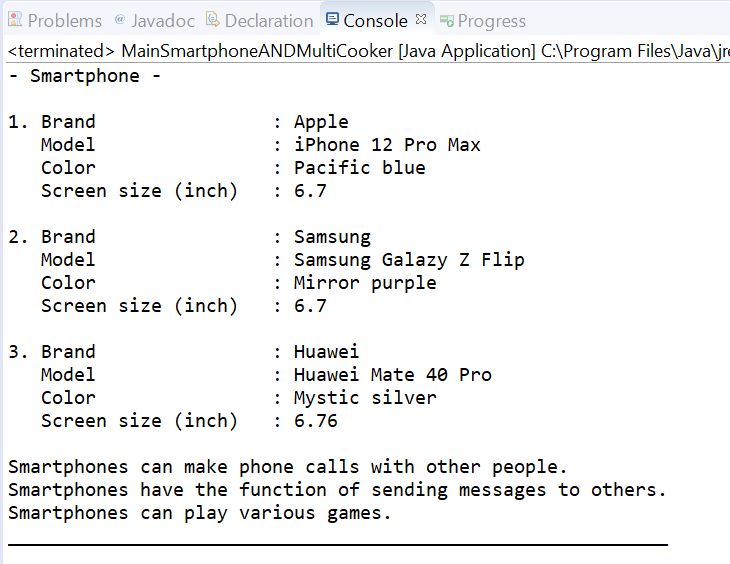 Problems @ Javadoc Declaration Console Progress
<terminated> MainSmartphoneANDMultiCooker [Java Application] C:\Program Files\Java\jre
- Smartphone -
1. Brand : Apple
Model : iPhone 12 Pro Max
Color : Pacific blue
Screen size (inch) : 6.7
2. Brand : Samsung
Model : Samsung Galazy Z Flip
Color : Mirror purple
Screen size (inch) : 6.7
3. Brand : Huawei
Model : Huawei Mate 40 Pro
Color : Mystic silver
Screen size (inch) : 6.76
Smartphones can make phone calls with other people.
Smartphones have the function of sending messages to others.
Smartphones can play various games.